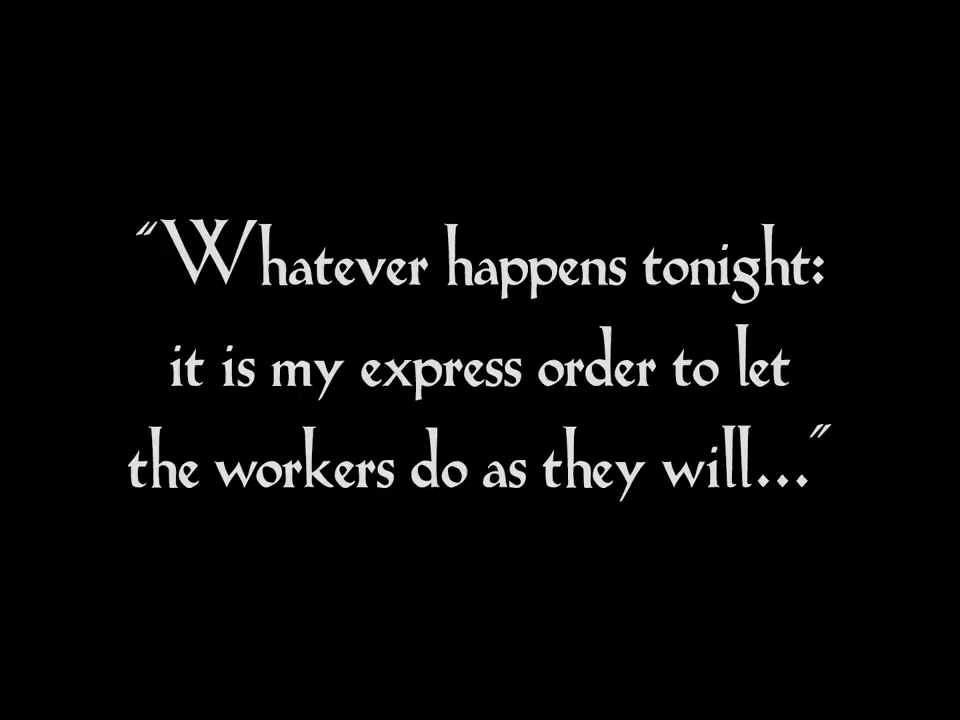 “Whatever happens tonight:
it is my express order to let
the workers do as they will...”